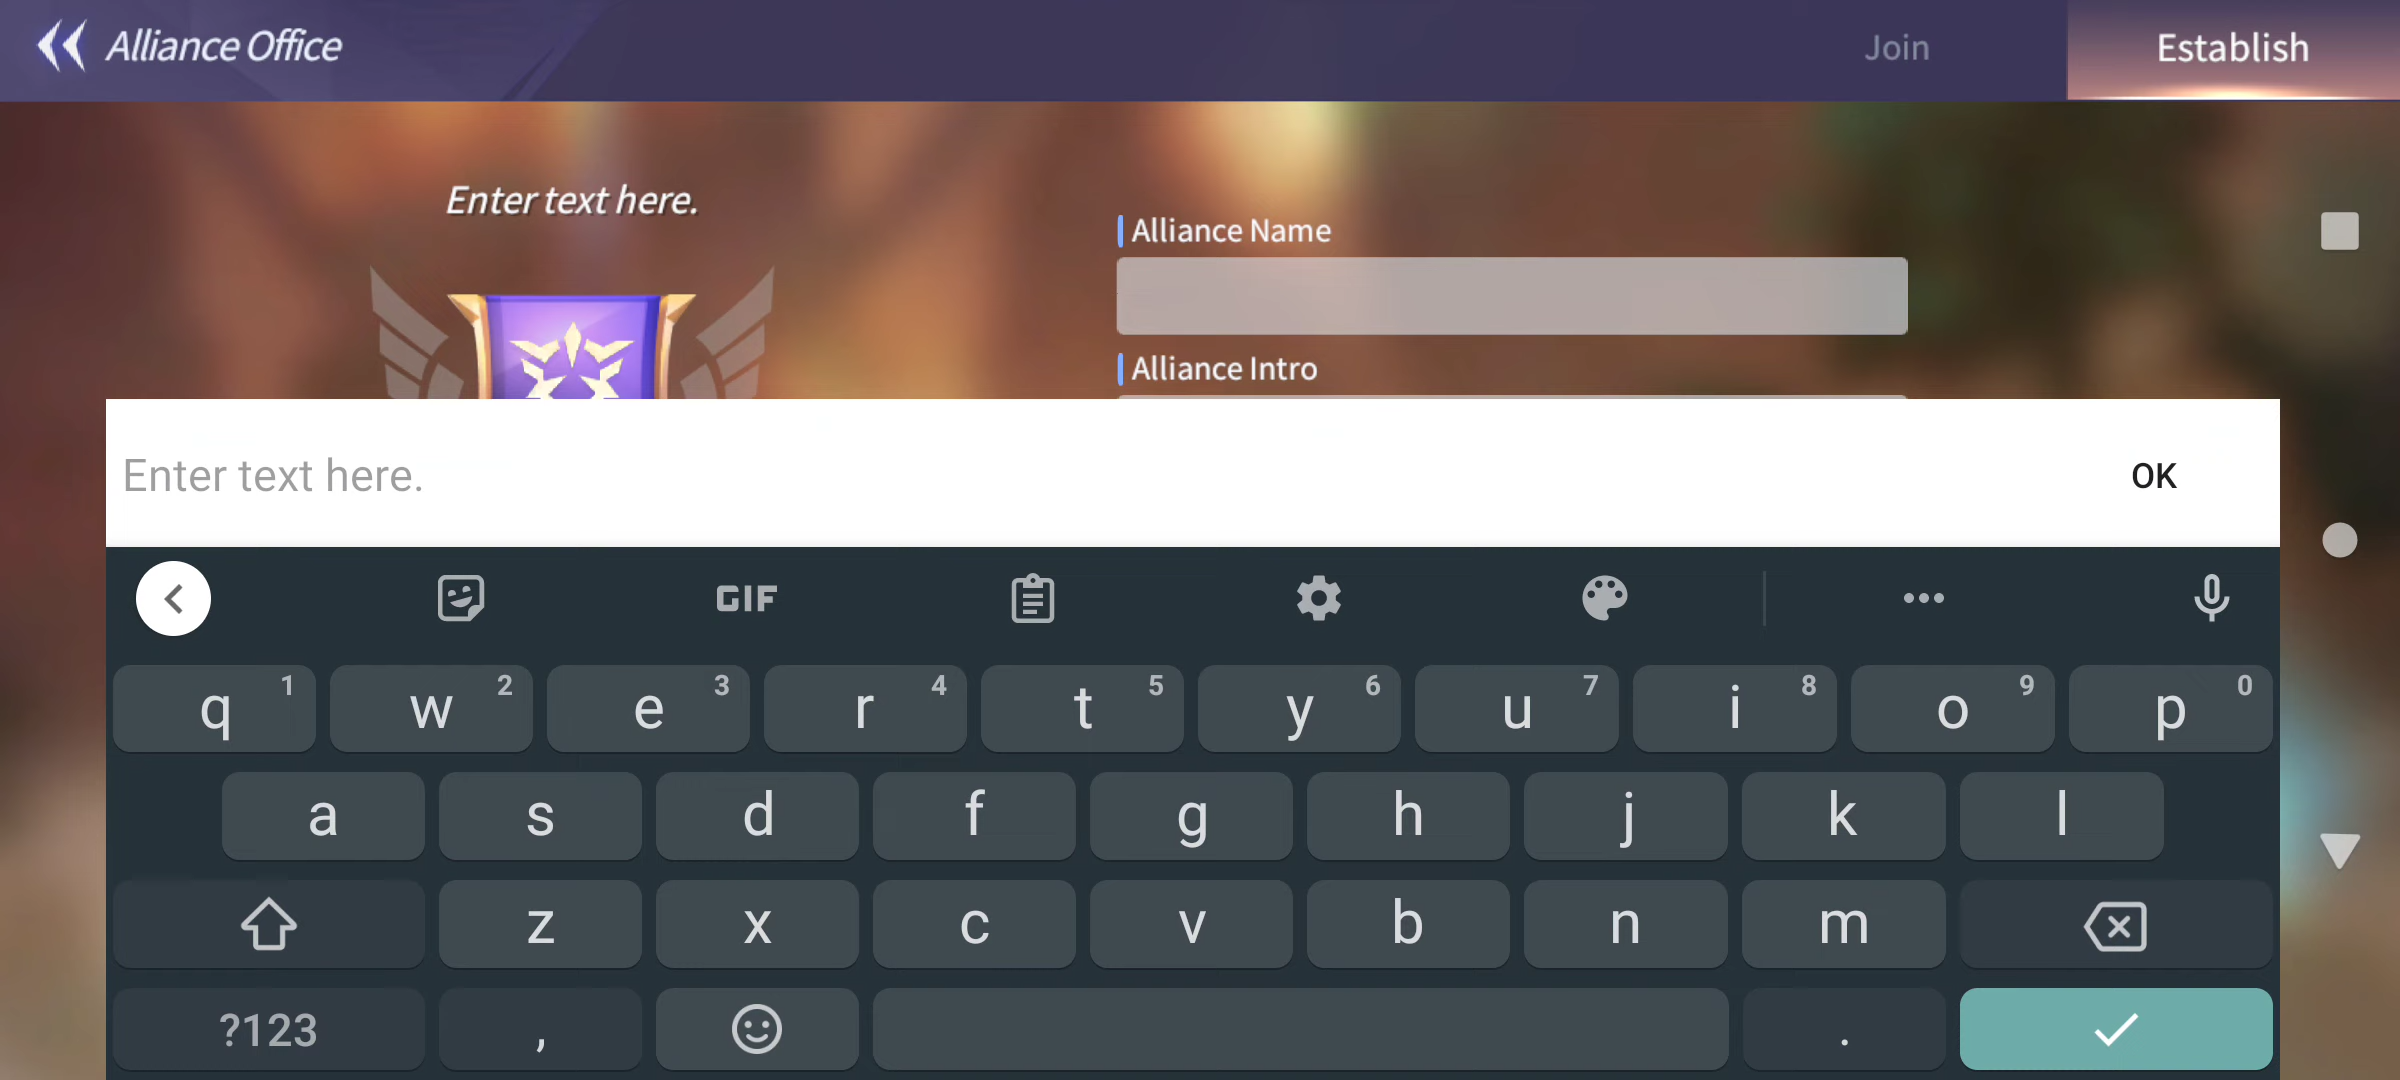 Alliance Office
Join
Establish
Enter text here.
Alliance Name
Alliance Intro
Enter text here.
OK
GIF
q 1 w 2 e 3 r 4 t 5 y 6 u 7 i 8 o 9 p 0
a s d f g h j k l
z x c v b n m
?123 , .